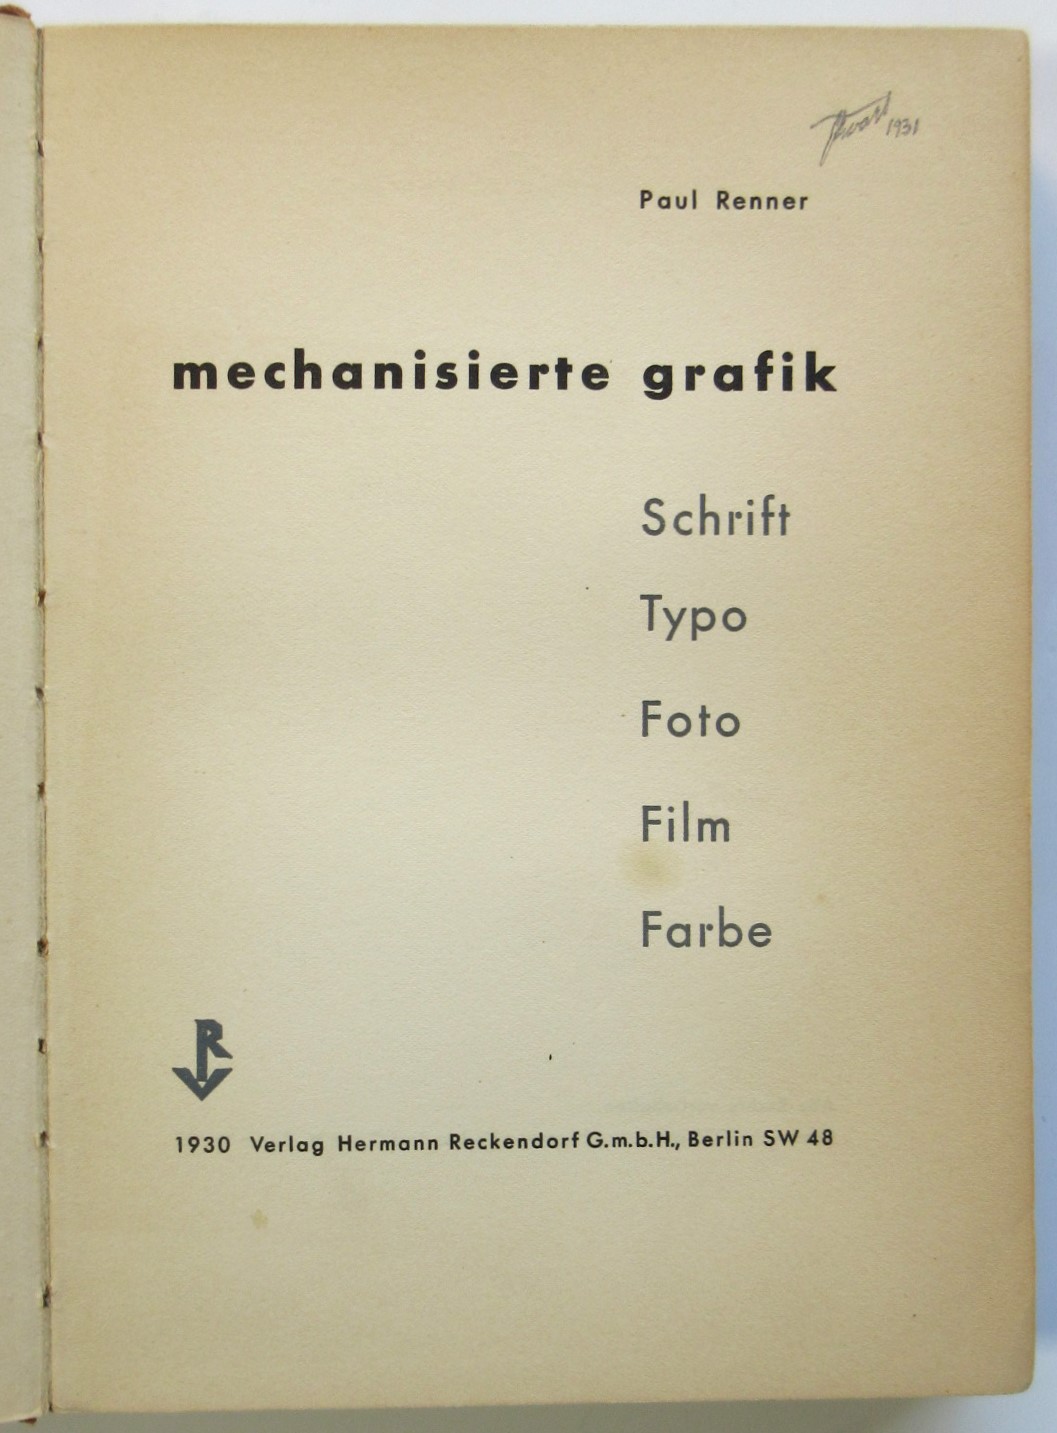 1931
Paul Renner
mechanisierte grafik
Schrift
Typo
Foto
Film
Farbe
R
1930 Verlag Hermann Reckendorf G.m.b.H., Berlin SW 48